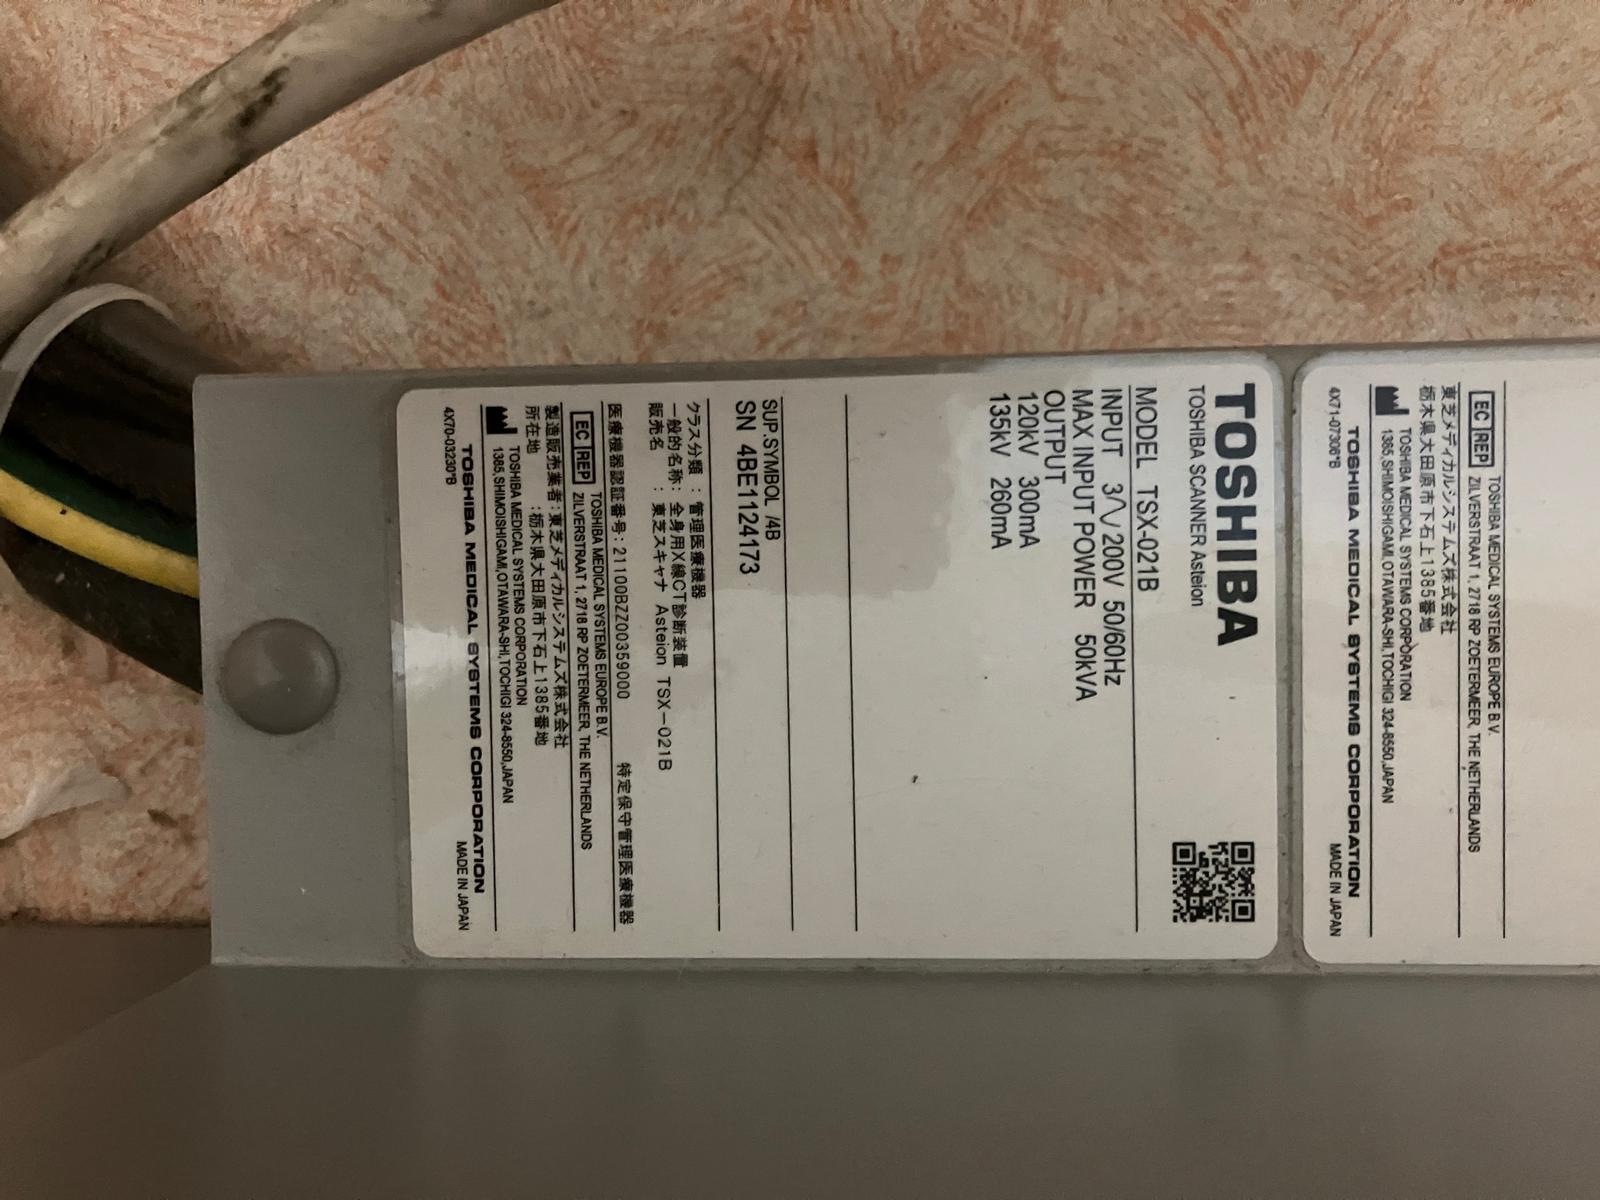 TOSHIBA
TOSHIBA SCANNER Asteion
MODEL TSX-021B
INPUT 3∿200V 50/60Hz
MAX INPUT POWER 50kVA
OUTPUT
120kV 300mA
135kV 260mA
SUP.SYMBOL /4B
SN 4BE1124173
クラス分類 : 管理医療機器
一般的名称 : 全身用X線CT診断装置
販売名 : 東芝スキャナ Asteion TSX-021B
医療機器認証番号 : 21100BZZ00359000 特定保守管理医療機器
EC REP TOSHIBA MEDICAL SYSTEMS EUROPE B.V.
ZILVERSTRAAT 1, 2718 RP ZOETERMEER, THE NETHERLANDS
製造販売業者 : 東芝メディカルシステムズ株式会社
所在地 : 栃木県大田原市下石上1385番地
TOSHIBA MEDICAL SYSTEMS CORPORATION
1385,SHIMOISHIGAMI,OTAWARA-SHI,TOCHIGI 324-8550,JAPAN
TOSHIBA MEDICAL SYSTEMS CORPORATION
4X70-03230*B MADE IN JAPAN
EC REP TOSHIBA MEDICAL SYSTEMS EUROPE B.V.
ZILVERSTRAAT 1, 2718 RP ZOETERMEER, THE NETHERLANDS
東芝メディカルシステムズ株式会社
栃木県大田原市下石上1385番地
TOSHIBA MEDICAL SYSTEMS CORPORATION
1385,SHIMOISHIGAMI,OTAWARA-SHI,TOCHIGI 324-8550,JAPAN
TOSHIBA MEDICAL SYSTEMS CORPORATION
4X71-07306*B MADE IN JAPAN